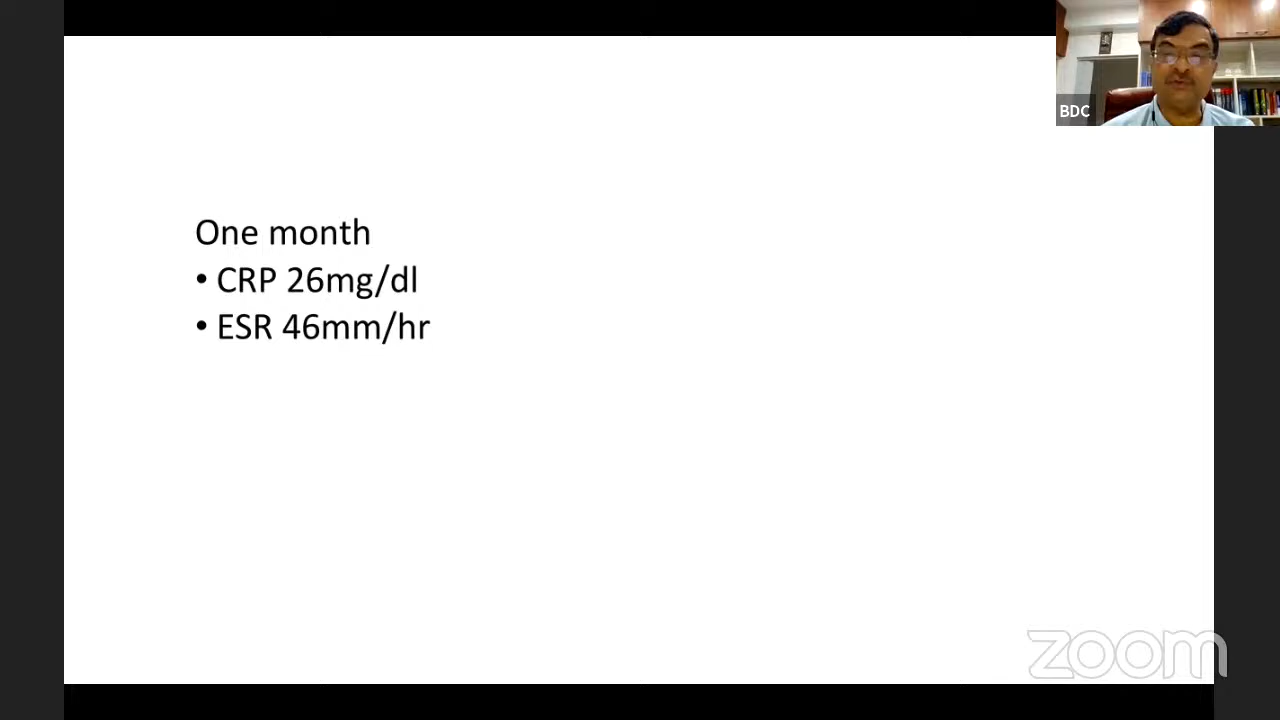 BDC
One month
• CRP 26mg/dl
• ESR 46mm/hr
zoom